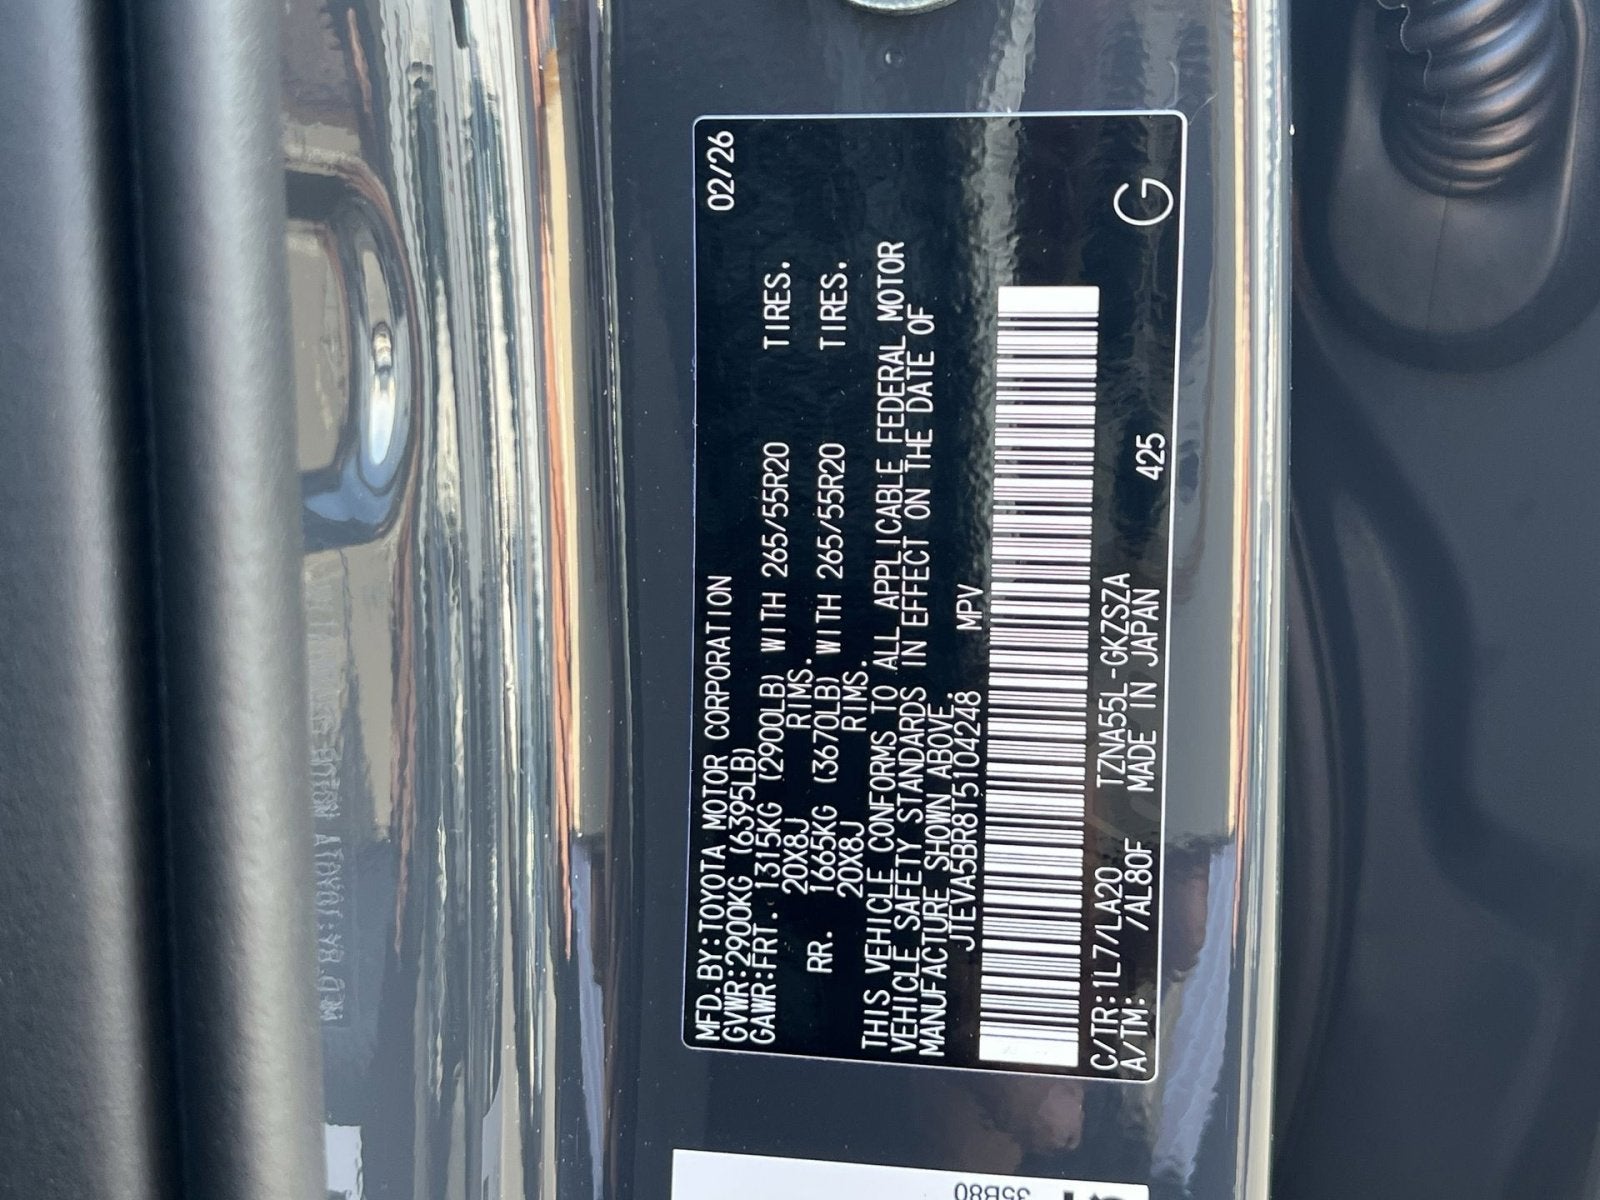 MFD.BY:TOYOTA MOTOR CORPORATION 02/'26
GVWR:2900KG (6395LB)
GAWR:FRT. 1315KG (2900LB) WITH 265/55R20 TIRES.
20X8J RIMS.
RR. 1665KG (3670LB) WITH 265/55R20 TIRES.
20X8J RIMS.
THIS VEHICLE CONFORMS TO ALL APPLICABLE FEDERAL MOTOR
VEHICLE SAFETY STANDARDS IN EFFECT ON THE DATE OF
MANUFACTURE SHOWN ABOVE.
JTEVA5BR8T5104248 MPV
C/TR:1L7/LA20 TZNA55L-GKZSZA
A/TM: /AL80F MADE IN JAPAN 425
G
35B80